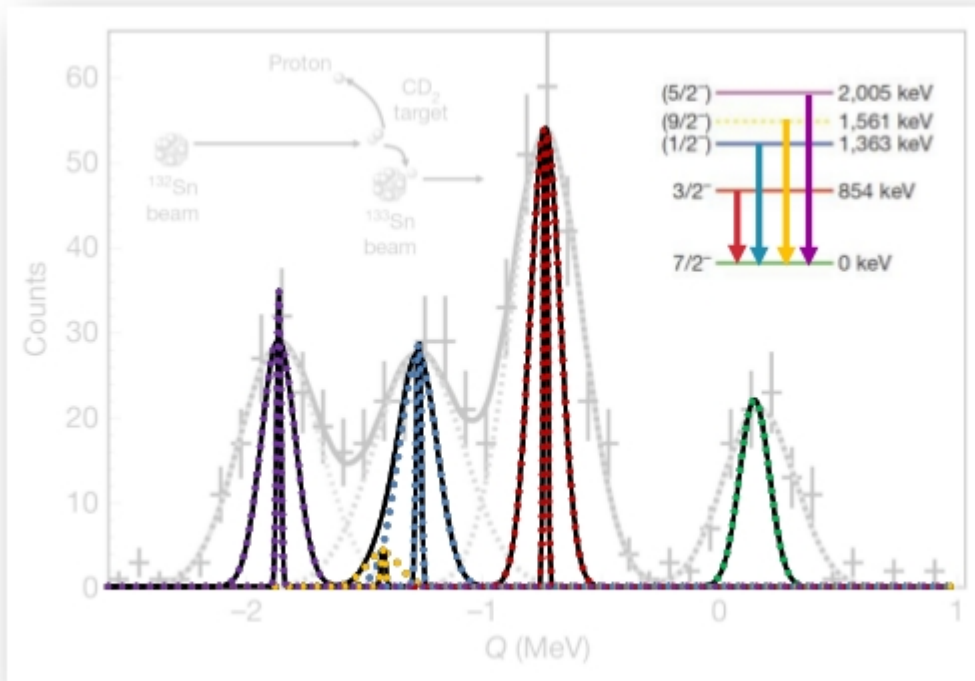 60
50
40
30
20
10
0
Counts
−2
−1
0
1
Q (MeV)
Proton
CD₂
target
¹³²Sn
beam
¹³³Sn
beam
(5/2⁻) 2,005 keV
(9/2⁻) 1,561 keV
(1/2⁻) 1,363 keV
3/2⁻ 854 keV
7/2⁻ 0 keV